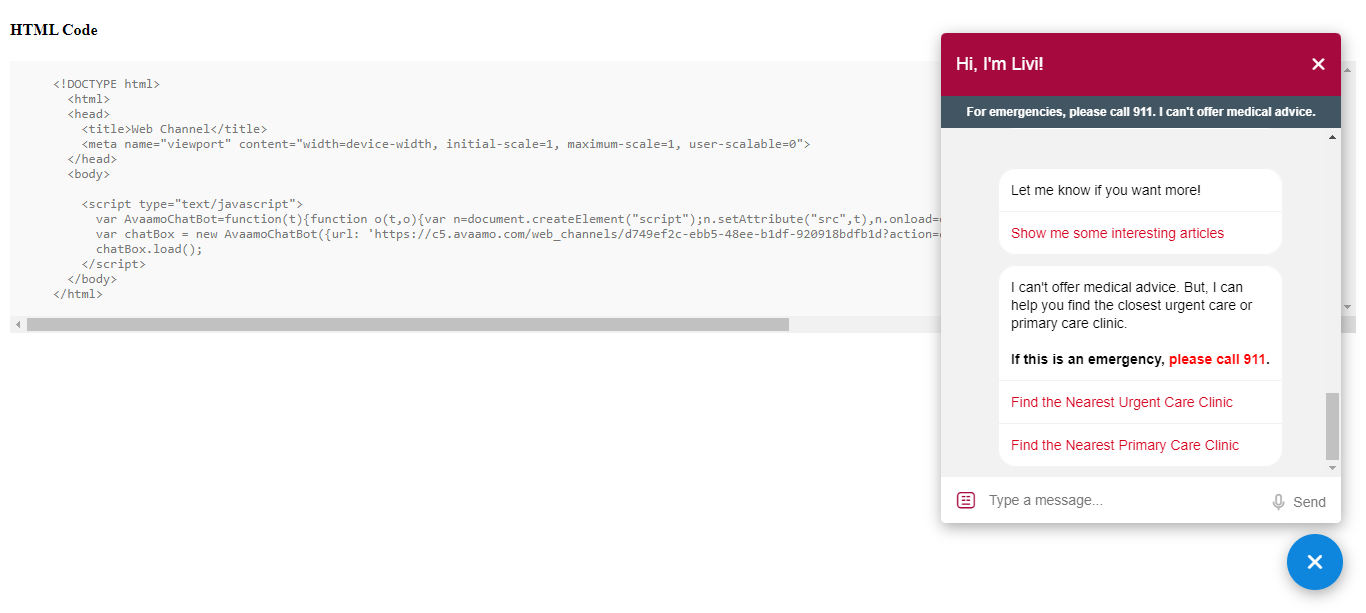 HTML Code
<!DOCTYPE html>
<html>
<head>
<title>Web Channel</title>
<meta name="viewport" content="width=device-width, initial-scale=1, maximum-scale=1, user-scalable=0">
</head>
<body>
<script type="text/javascript">
var AvaamoChatBot=function(t){function o(t,o){var n=document.createElement("script");n.setAttribute("src",t),n.onload=
var chatBox = new AvaamoChatBot({url: 'https://c5.avaamo.com/web_channels/d749ef2c-ebb5-48ee-b1df-920918bdfb1d?action=
chatBox.load();
</script>
</body>
</html>
Hi, I'm Livi!
For emergencies, please call 911. I can't offer medical advice.
Let me know if you want more!
Show me some interesting articles
I can't offer medical advice. But, I can
help you find the closest urgent care or
primary care clinic.
If this is an emergency, please call 911.
Find the Nearest Urgent Care Clinic
Find the Nearest Primary Care Clinic
Type a message...
Send